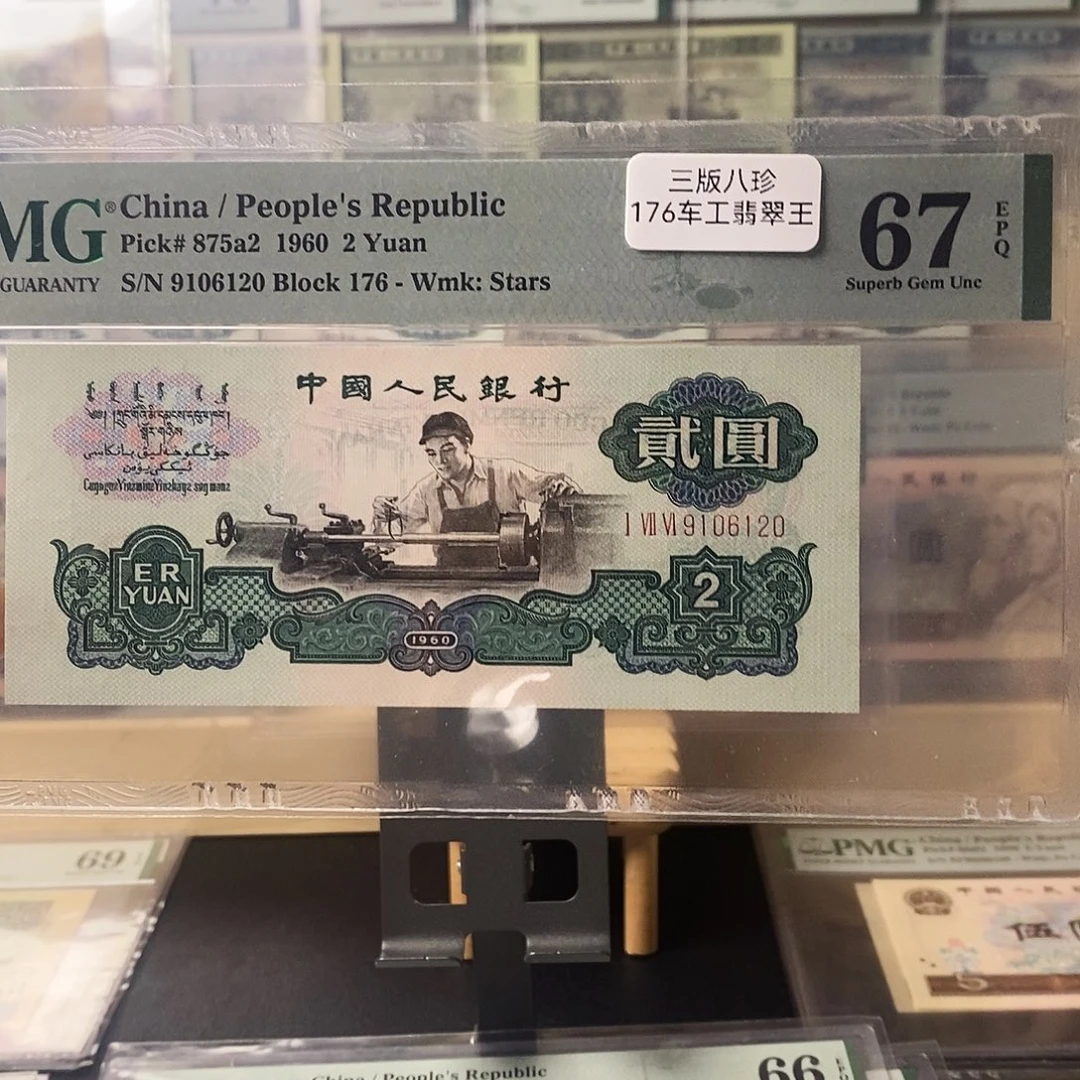 MG® China / People's Republic
Pick# 875a2 1960 2 Yuan
GUARANTY S/N 9106120 Block 176 - Wmk: Stars
三版八珍
176车工翡翠王
67
EPQ
Superb Gem Unc
中國人民銀行
貳圓
Ⅰ Ⅶ Ⅵ 9106120
ER
YUAN
1960
2
69
PMG
伍
China / People's Republic
66